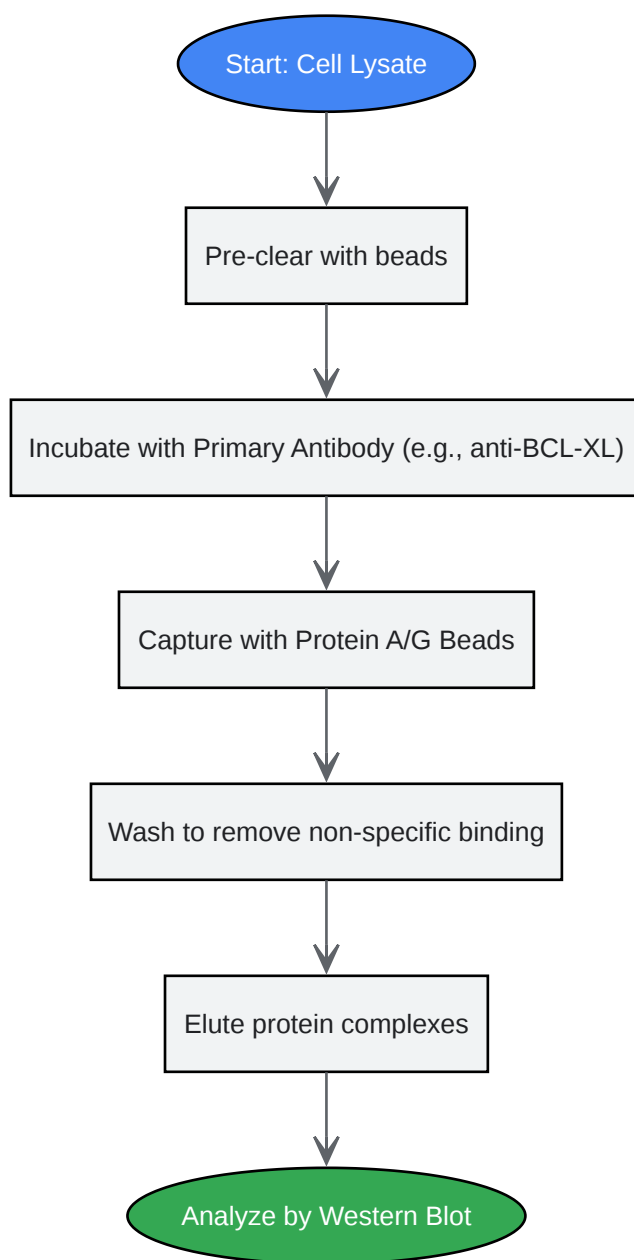 Start: Cell Lysate
Pre-clear with beads
Incubate with Primary Antibody (e.g., anti-BCL-XL)
Capture with Protein A/G Beads
Wash to remove non-specific binding
Elute protein complexes
Analyze by Western Blot